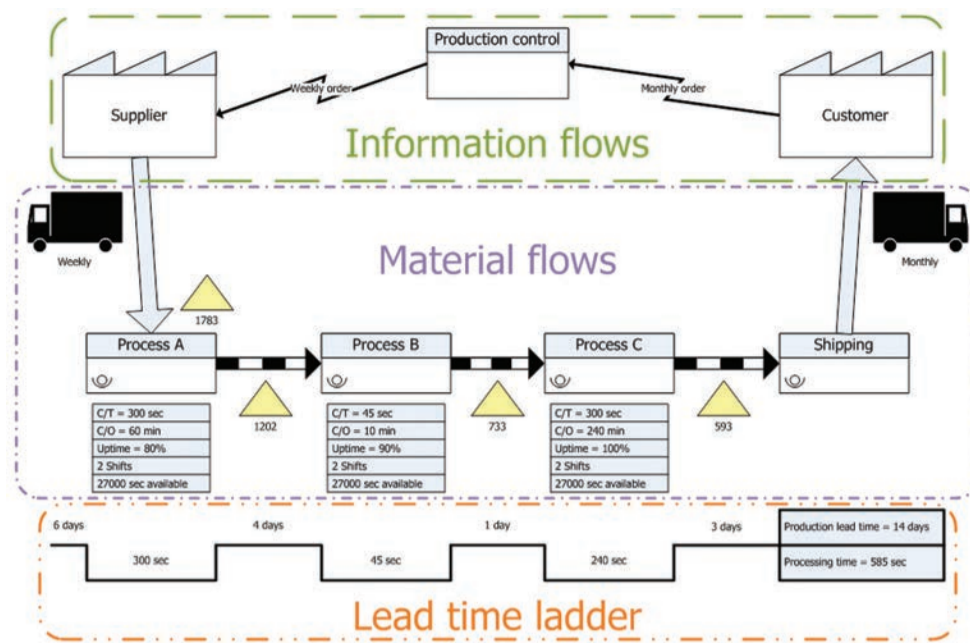 Production control
Weekly order
Monthly order
Supplier
Customer
Information flows
Weekly
Material flows
Monthly
1783
Process A
Process B
Process C
Shipping
1202
733
593
C/T = 300 sec
C/O = 60 min
Uptime = 80%
2 Shifts
27000 sec available
C/T = 45 sec
C/O = 10 min
Uptime = 90%
2 Shifts
27000 sec available
C/T = 300 sec
C/O = 240 min
Uptime = 100%
2 Shifts
27000 sec available
6 days
4 days
1 day
3 days
Production lead time = 14 days
300 sec
45 sec
240 sec
Processing time = 585 sec
Lead time ladder